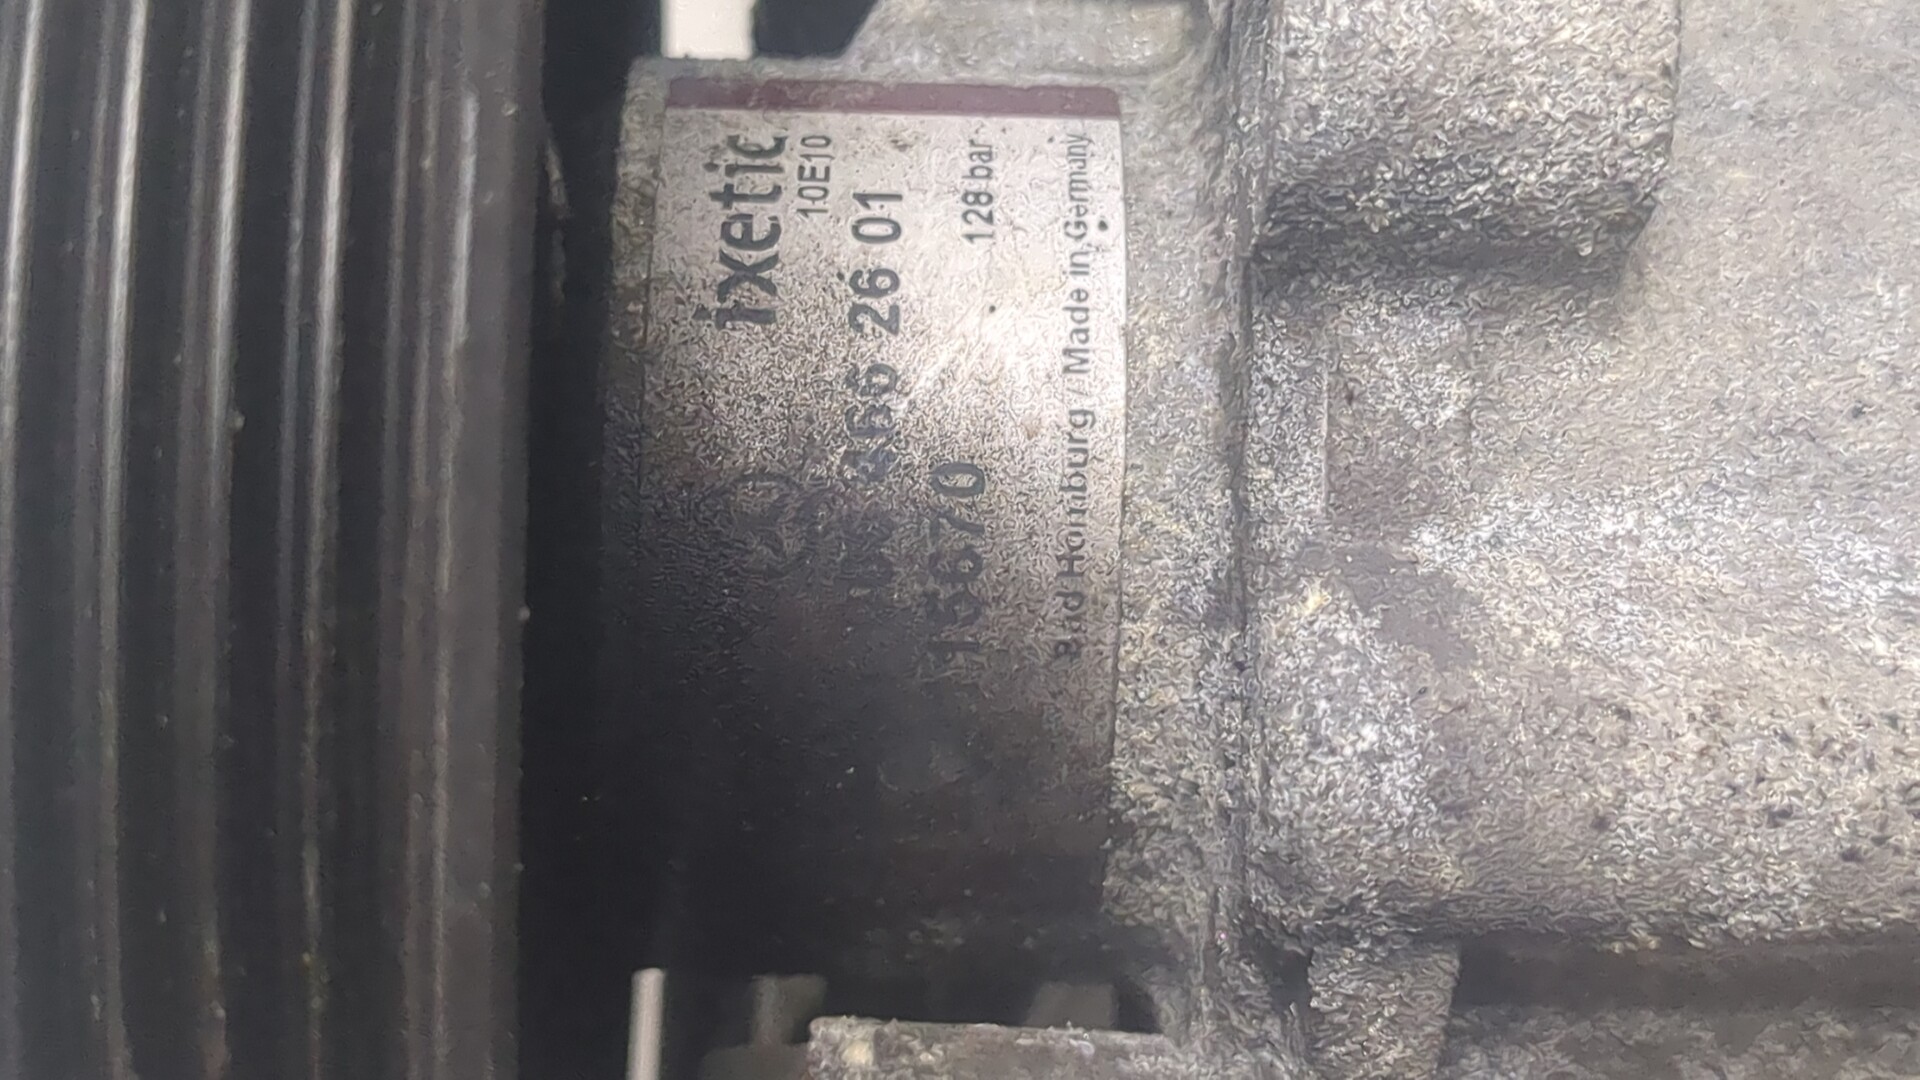 ixetic
10E10
466 26 01
15670
128 bar
Bad Homburg / Made in Germany